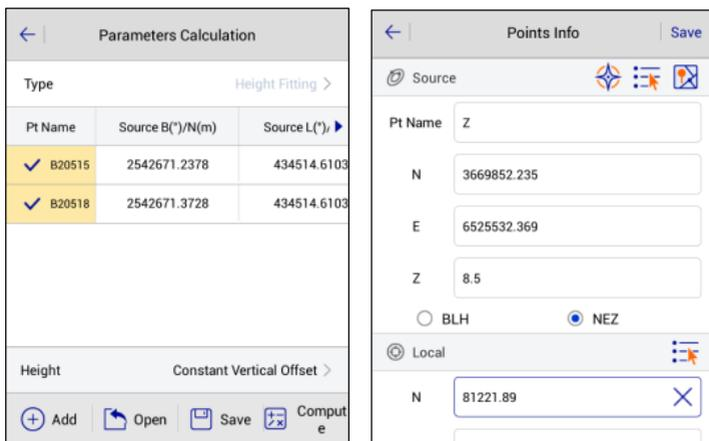 Parameters Calculation
Type Height Fitting >
Pt Name Source B(°)/N(m) Source L(°)/
B20515 2542671.2378 434514.6103
B20518 2542671.3728 434514.6103
Height Constant Vertical Offset >
Add Open Save Comput
e
Points Info Save
Source
Pt Name Z
N 3669852.235
E 6525532.369
Z 8.5
BLH NEZ
Local
N 81221.89